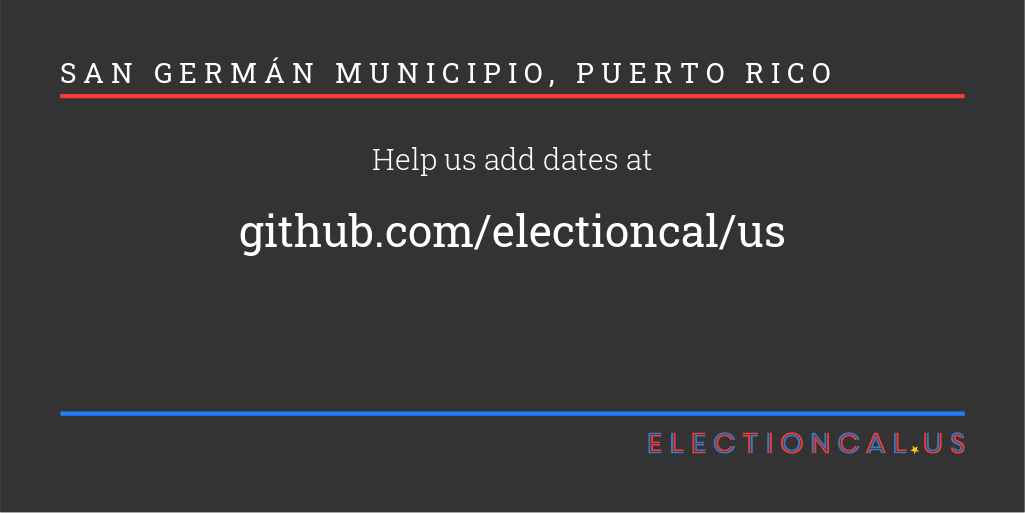 SAN GERMÁN MUNICIPIO, PUERTO RICO
Help us add dates at
github.com/electioncal/us
ELECTIONCAL.US